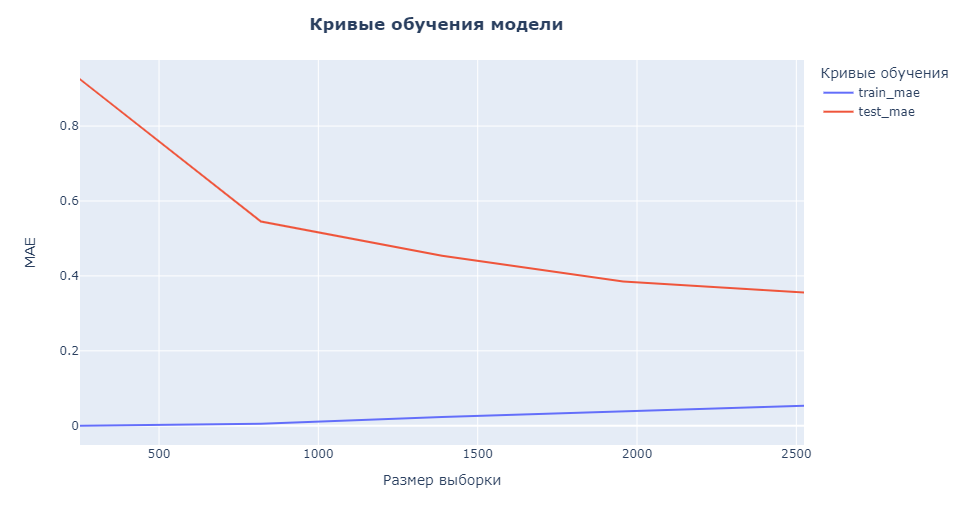 Кривые обучения модели
Кривые обучения
train_mae
test_mae
MAE
0.8
0.6
0.4
0.2
0
500
1000
1500
2000
2500
Размер выборки